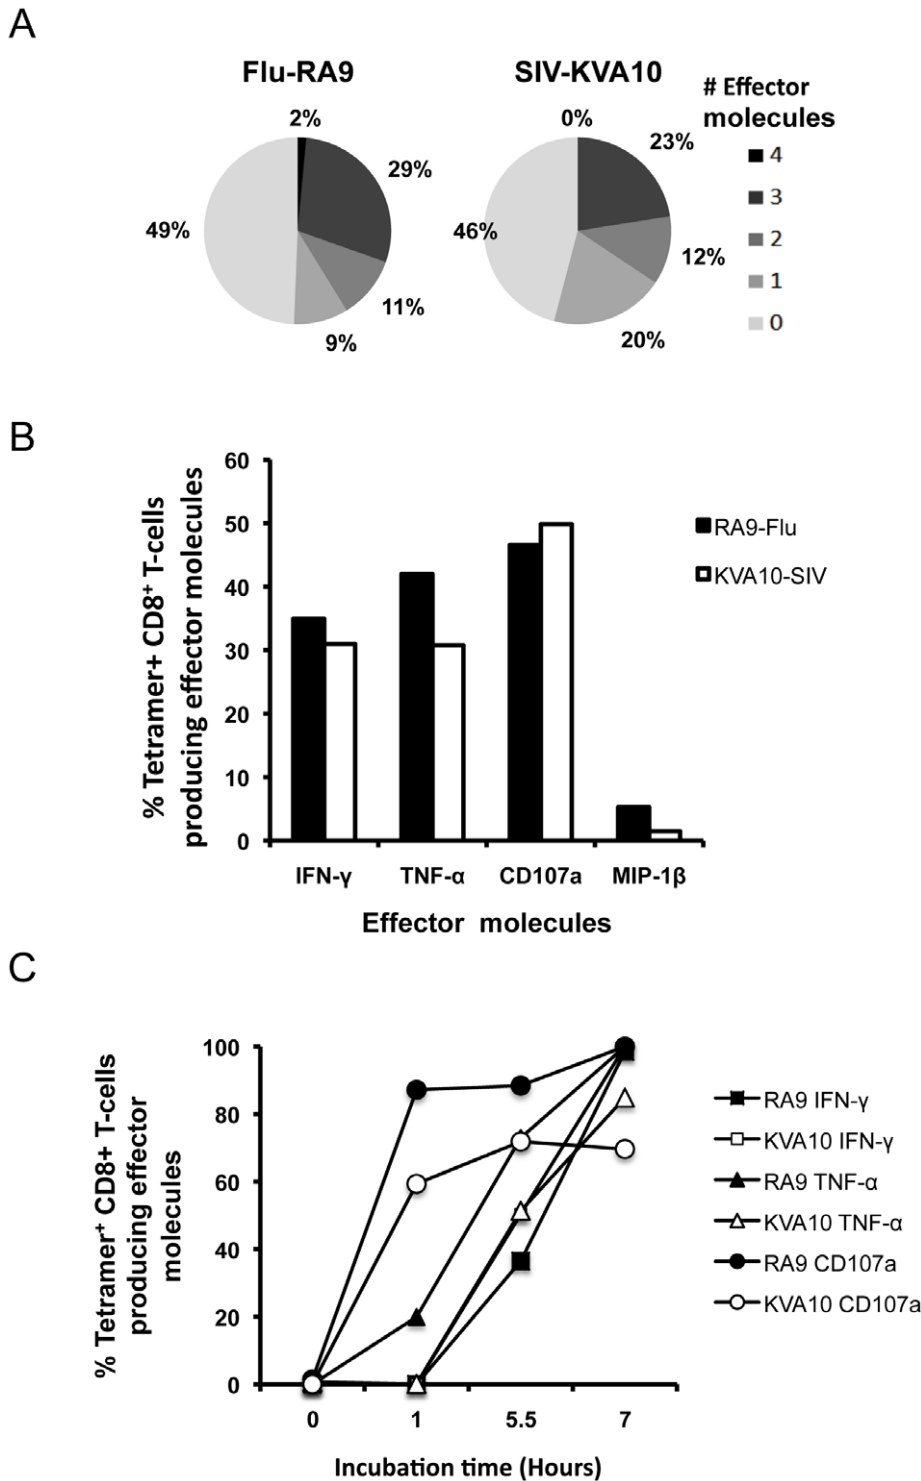 A
Flu-RA9
SIV-KVA10
# Effector
molecules
2%
29%
49%
11%
9%
0%
23%
46%
12%
20%
4
3
2
1
0
B
% Tetramer+ CD8⁺ T-cells
producing effector molecules
60
50
40
30
20
10
0
RA9-Flu
KVA10-SIV
IFN-γ TNF-α CD107a MIP-1β
Effector molecules
C
% Tetramer⁺ CD8+ T-cells
producing effector
molecules
100
80
60
40
20
0
RA9 IFN-γ
KVA10 IFN-γ
RA9 TNF-α
KVA10 TNF-α
RA9 CD107a
KVA10 CD107a
0 1 5.5 7
Incubation time (Hours)